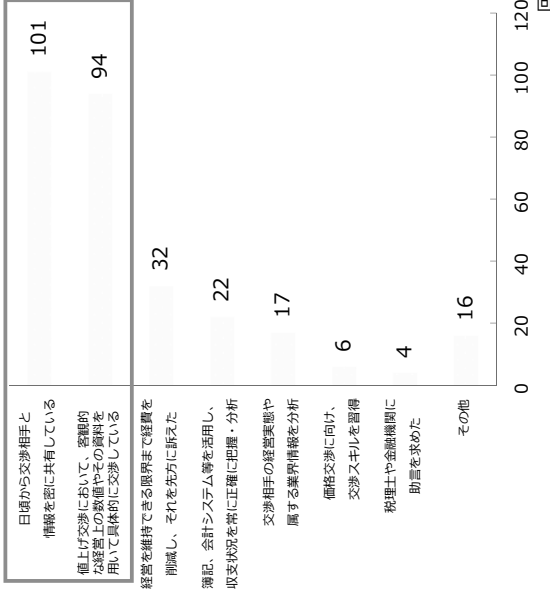 日頃から交渉相手と
情報を密に共有している
101
値上げ交渉において、客観的
な経営上の数値やその資料を
用いて具体的に交渉している
94
経営を維持できる限界まで経費を
削減し、それを先方に訴えた
32
簿記、会計システム等を活用し、
収支状況を常に正確に把握・分析
22
交渉相手の経営実態や
属する業界情報を分析
17
価格交渉に向け、
交渉スキルを習得
6
税理士や金融機関に
助言を求めた
4
その他
16
0
20
40
60
80
100
120